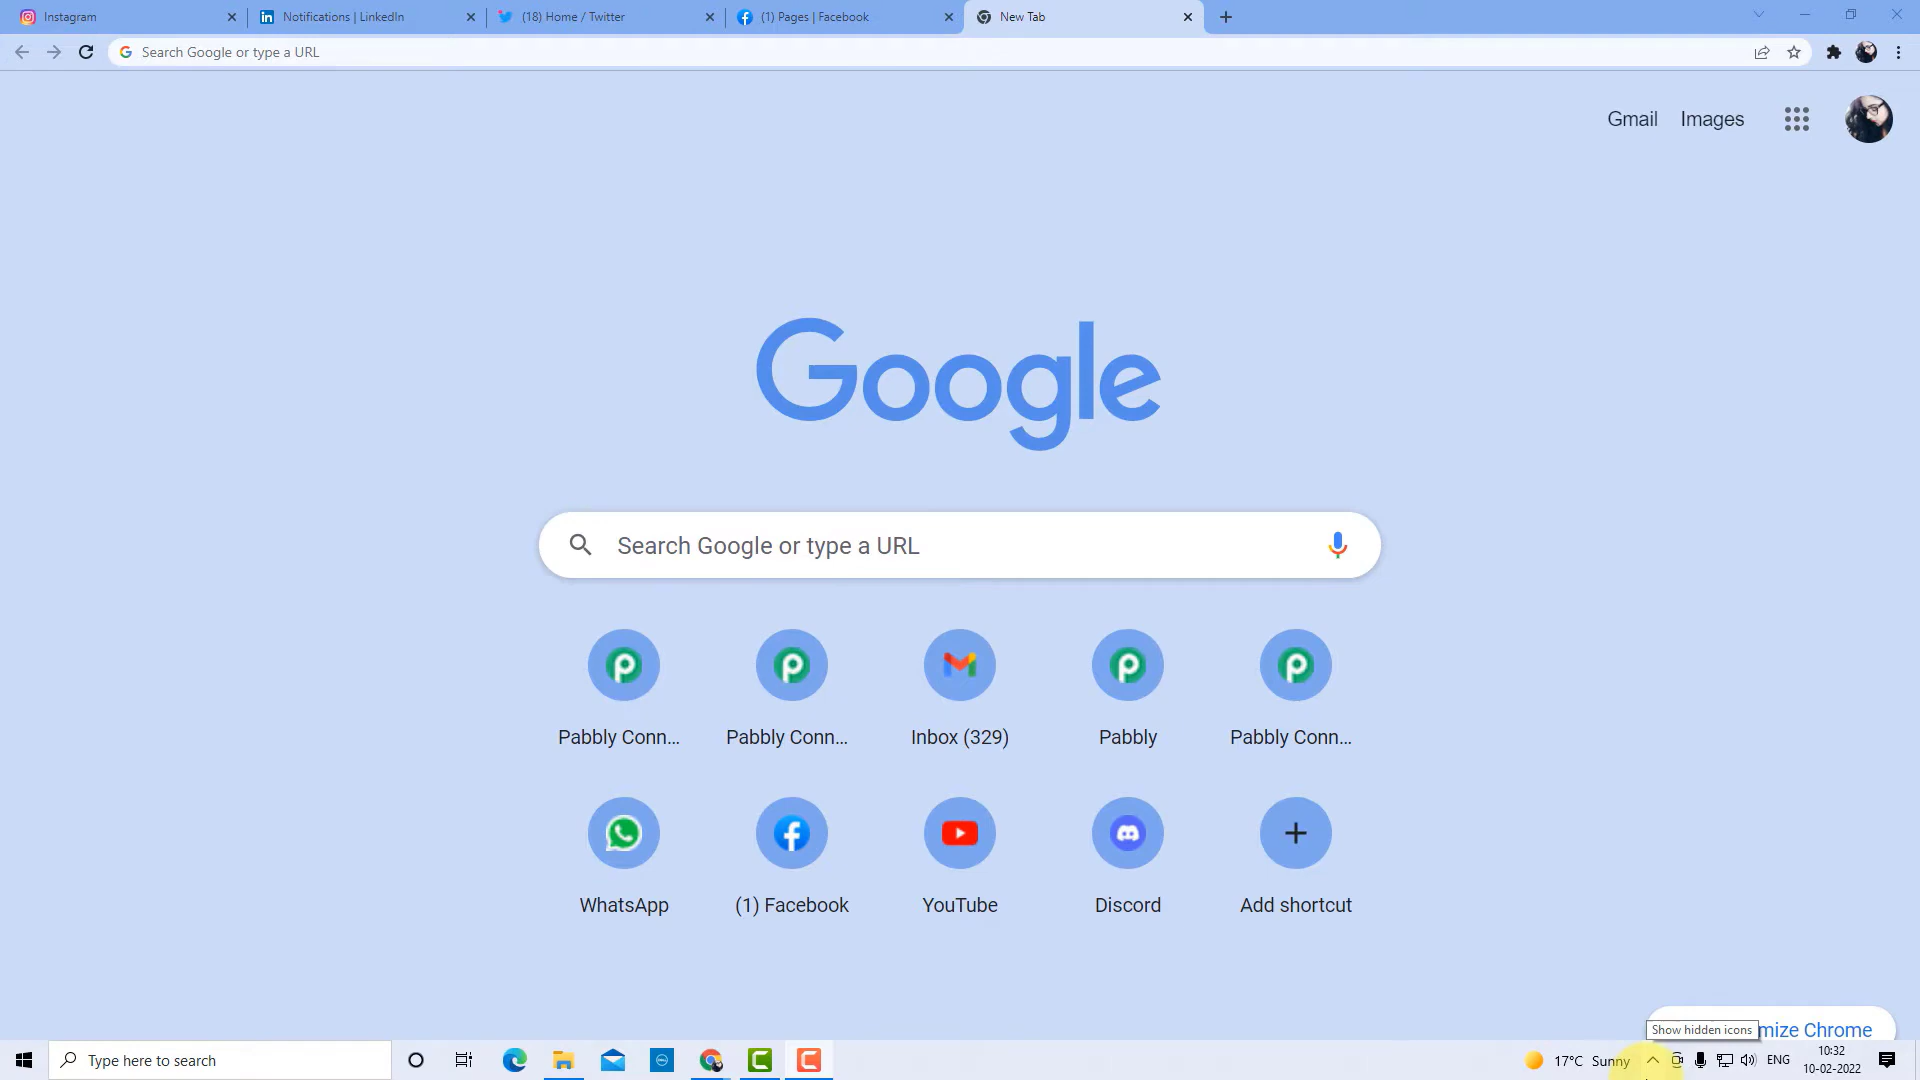 Instagram
Notifications | LinkedIn
(18) Home / Twitter
(1) Pages | Facebook
New Tab
Search Google or type a URL
Gmail
Images
Google
Search Google or type a URL
Pabbly Conn...
Pabbly Conn...
Inbox (329)
Pabbly
Pabbly Conn...
WhatsApp
(1) Facebook
YouTube
Discord
Add shortcut
Show hidden icons
mize Chrome
Type here to search
17°C Sunny
ENG
10:32
10-02-2022